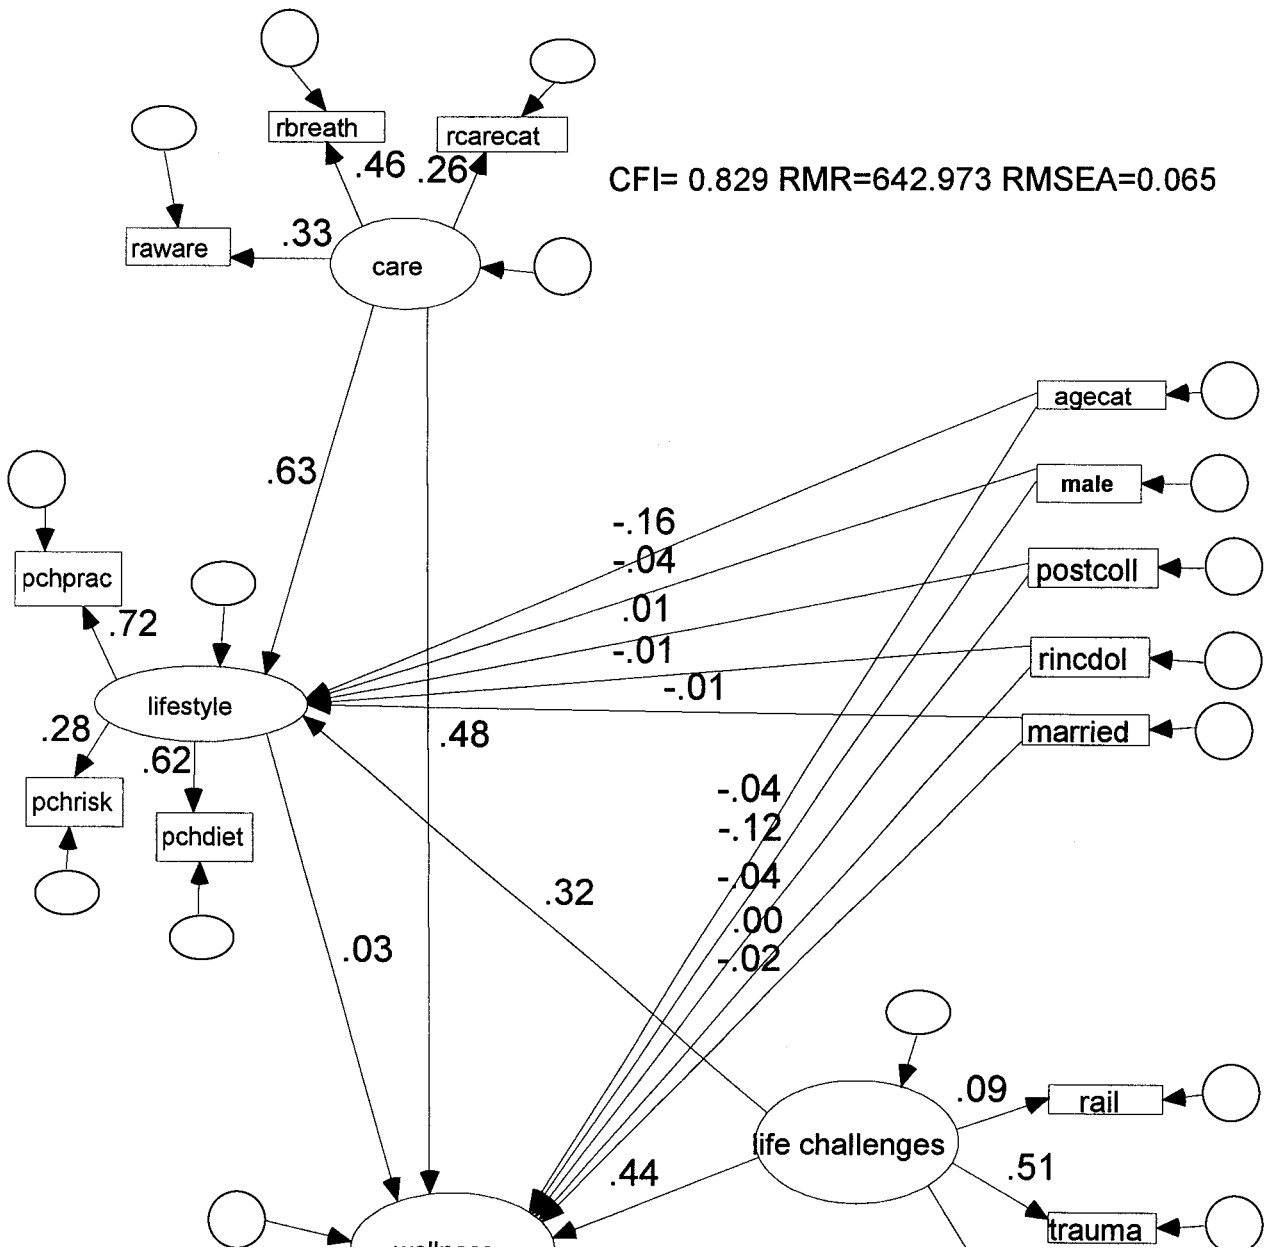 rbreath
rcarecat
.46 .26
CFI= 0.829 RMR=642.973 RMSEA=0.065
.33
raware
care
agecat
.63
male
-.16
-.04
postcoll
pchprac
.01
.72
-.01
rincdol
-.01
lifestyle
married
.28
.48
.62
-.04
pchrisk
-.12
pchdiet
-.04
.32
.00
.03
-.02
.09
rail
life challenges
.51
.44
trauma